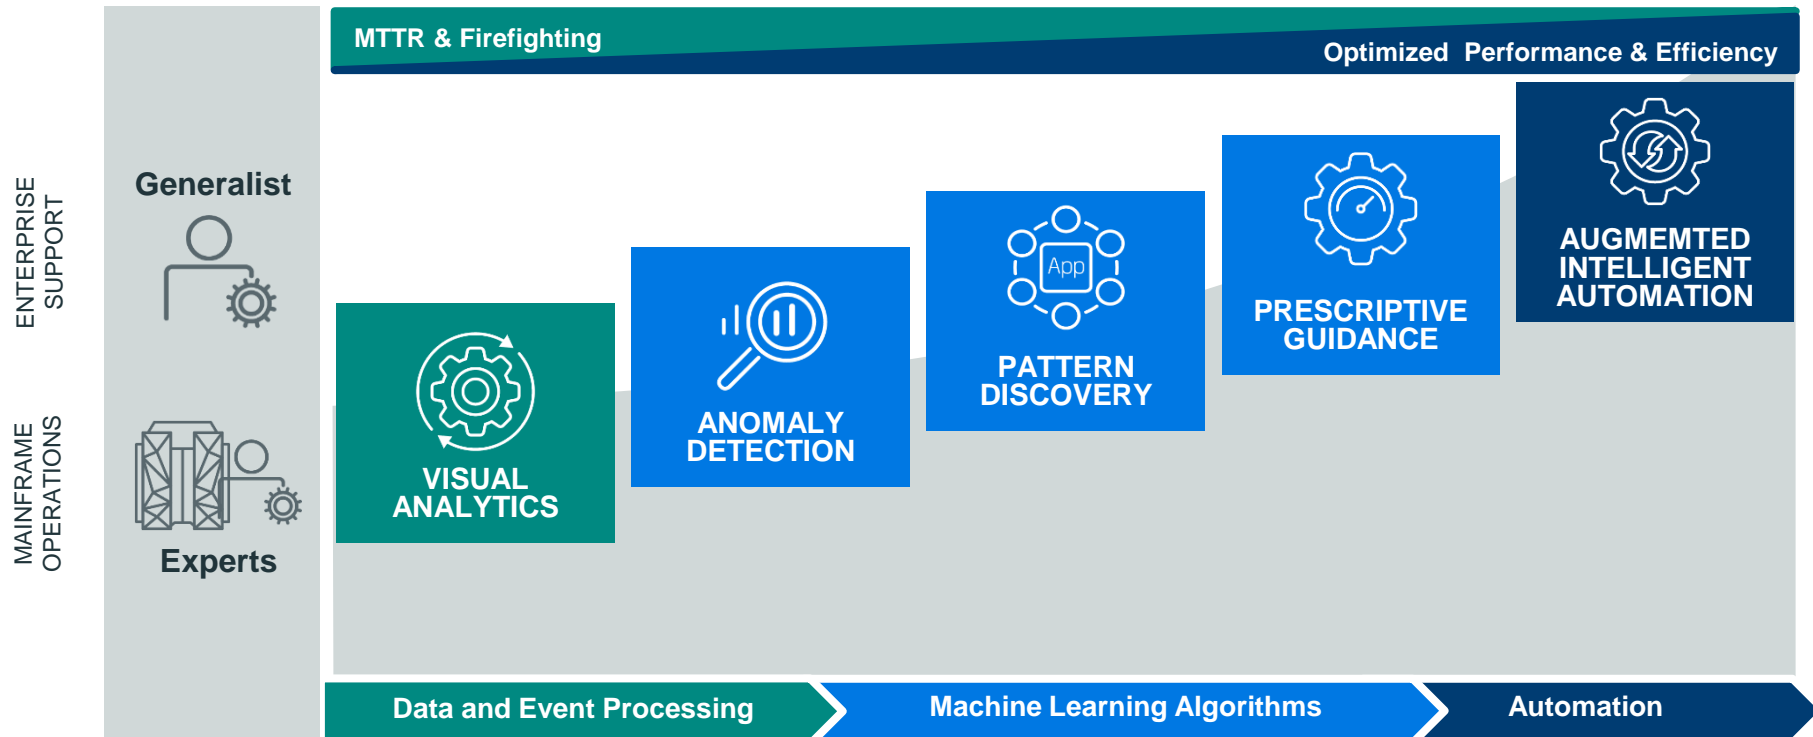 MTTR & Firefighting
Optimized Performance & Efficiency
ENTERPRISE
SUPPORT
Generalist
MAINFRAME
OPERATIONS
Experts
VISUAL
ANALYTICS
ANOMALY
DETECTION
App
PATTERN
DISCOVERY
PRESCRIPTIVE
GUIDANCE
AUGMEMTED
INTELLIGENT
AUTOMATION
Data and Event Processing
Machine Learning Algorithms
Automation